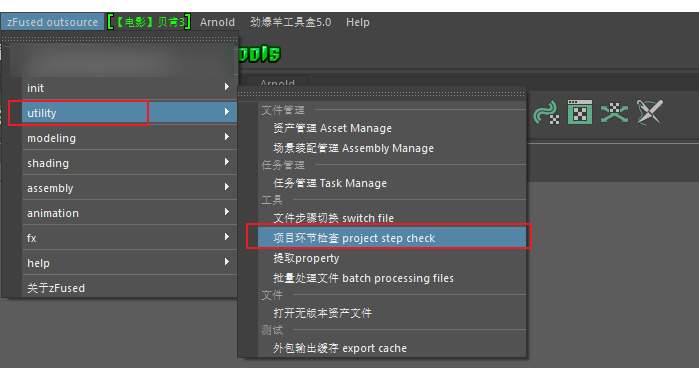 zFused outsource 【电影】贝肯3 Arnold 劲爆羊工具盒5.0 Help
ools
Arnold
init
utility
modeling
shading
assembly
animation
fx
help
关于zFused
文件管理
资产管理 Asset Manage
场景装配管理 Assembly Manage
任务管理
任务管理 Task Manage
工具
文件步骤切换 switch file
项目环节检查 project step check
提取property
批量处理文件 batch processing files
文件
打开无版本资产文件
测试
外包输出缓存 export cache